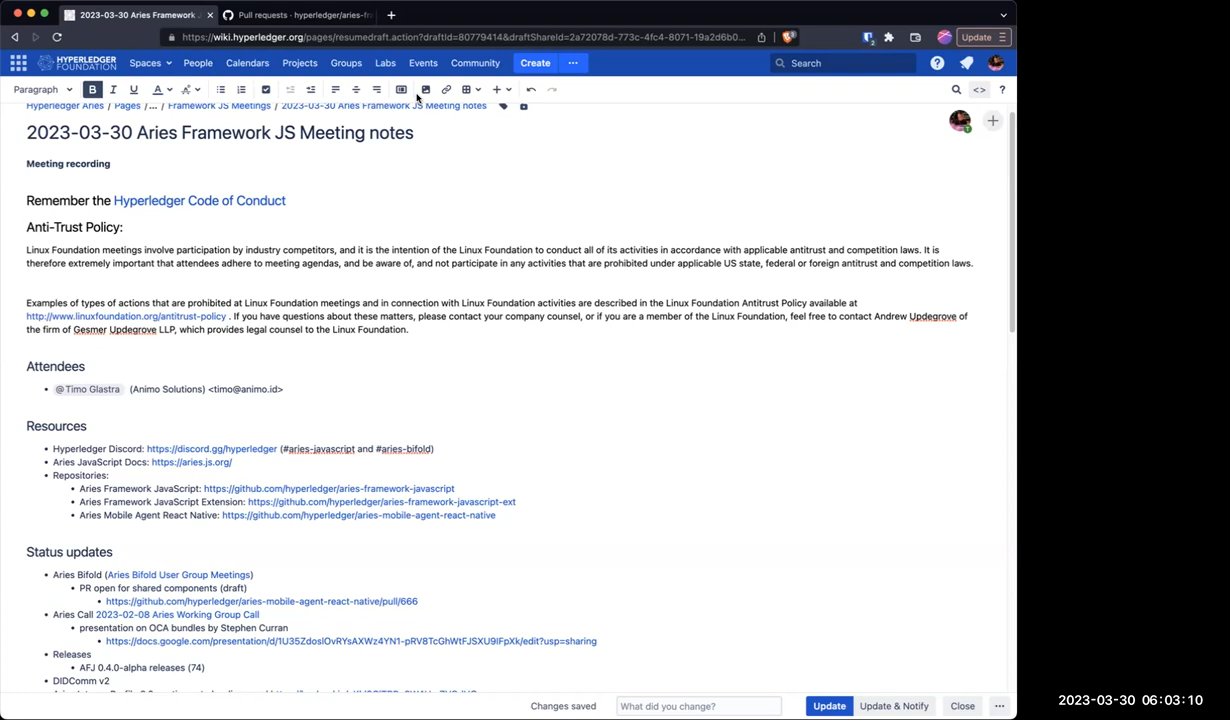 2023-03-30 Aries Framework
Pull requests · hyperledger/aries-fr
https://wiki.hyperledger.org/pages/resumedraft.action?draftId=80779414&draftShareId=2a72078d-773c-4fc4-8071-19a2d6b0...
Update
HYPERLEDGER FOUNDATION
Spaces People Calendars Projects Groups Labs Events Community Create ... Search
Paragraph B I U A
Hyperledger Aries / Pages /... / Framework JS Meetings / 2023-03-30 Aries Framework JS Meeting notes
2023-03-30 Aries Framework JS Meeting notes
Meeting recording
Remember the Hyperledger Code of Conduct
Anti-Trust Policy:
Linux Foundation meetings involve participation by industry competitors, and it is the intention of the Linux Foundation to conduct all of its activities in accordance with applicable antitrust and competition laws. It is
therefore extremely important that attendees adhere to meeting agendas, and be aware of, and not participate in any activities that are prohibited under applicable US state, federal or foreign antitrust and competition laws.
Examples of types of actions that are prohibited at Linux Foundation meetings and in connection with Linux Foundation activities are described in the Linux Foundation Antitrust Policy available at
http://www.linuxfoundation.org/antitrust-policy . If you have questions about these matters, please contact your company counsel, or if you are a member of the Linux Foundation, feel free to contact Andrew Updegrove of
the firm of Gesmer Updegrove LLP, which provides legal counsel to the Linux Foundation.
Attendees
• @Timo Glastra (Animo Solutions) <timo@animo.id>
Resources
• Hyperledger Discord: https://discord.gg/hyperledger (#aries-javascript and #aries-bifold)
• Aries JavaScript Docs: https://aries.js.org/
• Repositories:
• Aries Framework JavaScript: https://github.com/hyperledger/aries-framework-javascript
• Aries Framework JavaScript Extension: https://github.com/hyperledger/aries-framework-javascript-ext
• Aries Mobile Agent React Native: https://github.com/hyperledger/aries-mobile-agent-react-native
Status updates
• Aries Bifold (Aries Bifold User Group Meetings)
• PR open for shared components (draft)
• https://github.com/hyperledger/aries-mobile-agent-react-native/pull/666
• Aries Call 2023-02-08 Aries Working Group Call
• presentation on OCA bundles by Stephen Curran
• https://docs.google.com/presentation/d/1U35ZdoslOvRYsAXWz4YN1-pRV8TcGhWtFJSXU9lFpXk/edit?usp=sharing
• Releases
• AFJ 0.4.0-alpha releases (74)
• DIDComm v2
Changes saved What did you change? Update Update & Notify Close ...
2023-03-30 06:03:10